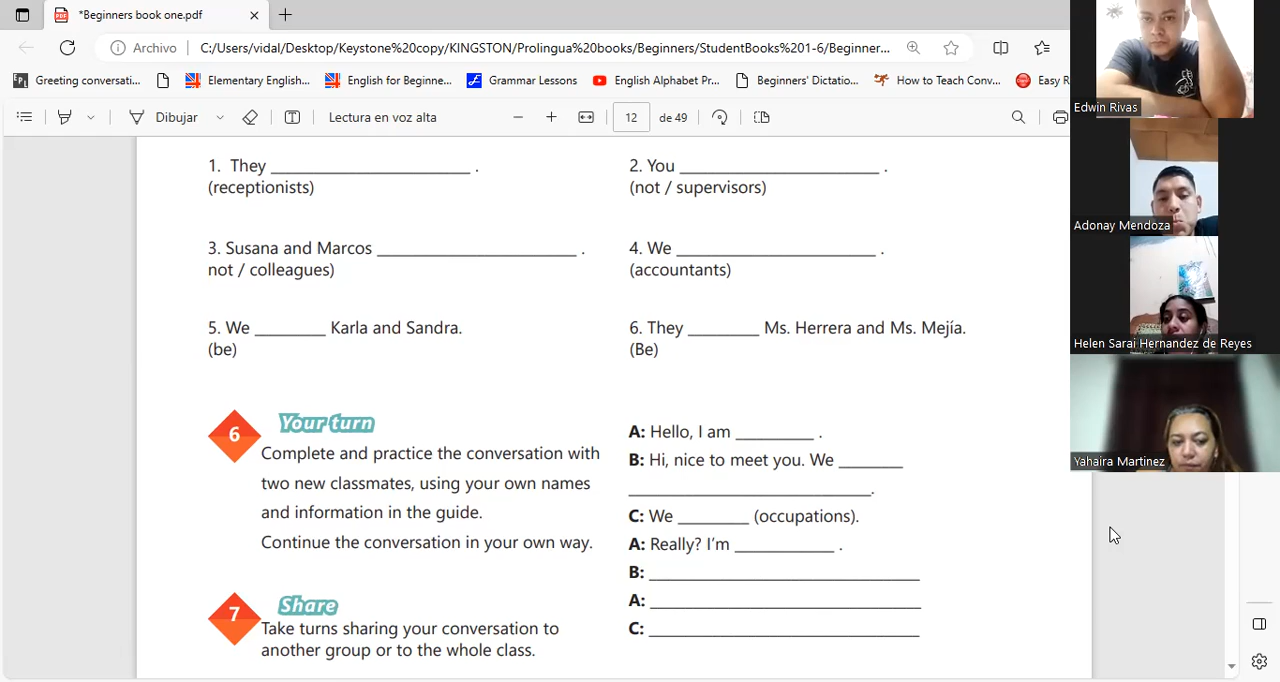 *Beginners book one.pdf
Archivo
C:/Users/vidal/Desktop/Keystone%20copy/KINGSTON/Prolingua%20books/Beginners/StudentBooks%201-6/Beginner...
Greeting conversati...
Elementary English...
English for Beginne...
Grammar Lessons
English Alphabet Pr...
Beginners' Dictatio...
How to Teach Conv...
Easy R
Dibujar
Lectura en voz alta
12
de 49
1. They ______________________ .
(receptionists)
2. You ______________________ .
(not / supervisors)
3. Susana and Marcos ______________________ .
not / colleagues)
4. We ______________________ .
(accountants)
5. We ________ Karla and Sandra.
(be)
6. They ________ Ms. Herrera and Ms. Mejía.
(Be)
6
Your turn
Complete and practice the conversation with
two new classmates, using your own names
and information in the guide.
Continue the conversation in your own way.
A: Hello, I am _________ .
B: Hi, nice to meet you. We _______
___________________________.
C: We ________ (occupations).
A: Really? I'm ___________ .
B: ______________________________
A: ______________________________
C: ______________________________
7
Share
Take turns sharing your conversation to
another group or to the whole class.
Edwin Rivas
Adonay Mendoza
Helen Sarai Hernandez de Reyes
Yahaira Martinez